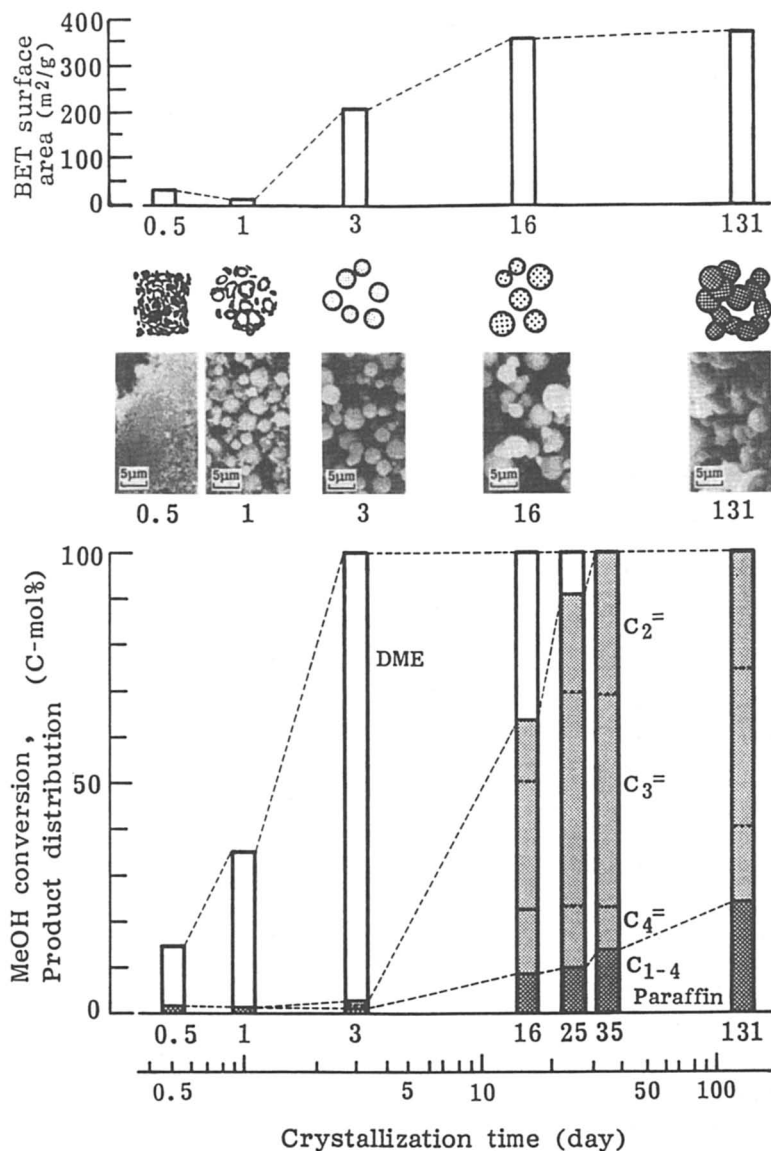 400
300
200
100
0
BET surface
area (m²/g)
0.5 1 3 16 131
5μm 5μm 5μm 5μm 5μm
0.5 1 3 16 131
100
50
0
MeOH conversion,
Product distribution (C-mol%)
DME
C₂=
C₃=
C₄=
C₁₋₄
Paraffin
0.5 1 3 16 25 35 131
0.5 1 5 10 50 100
Crystallization time (day)